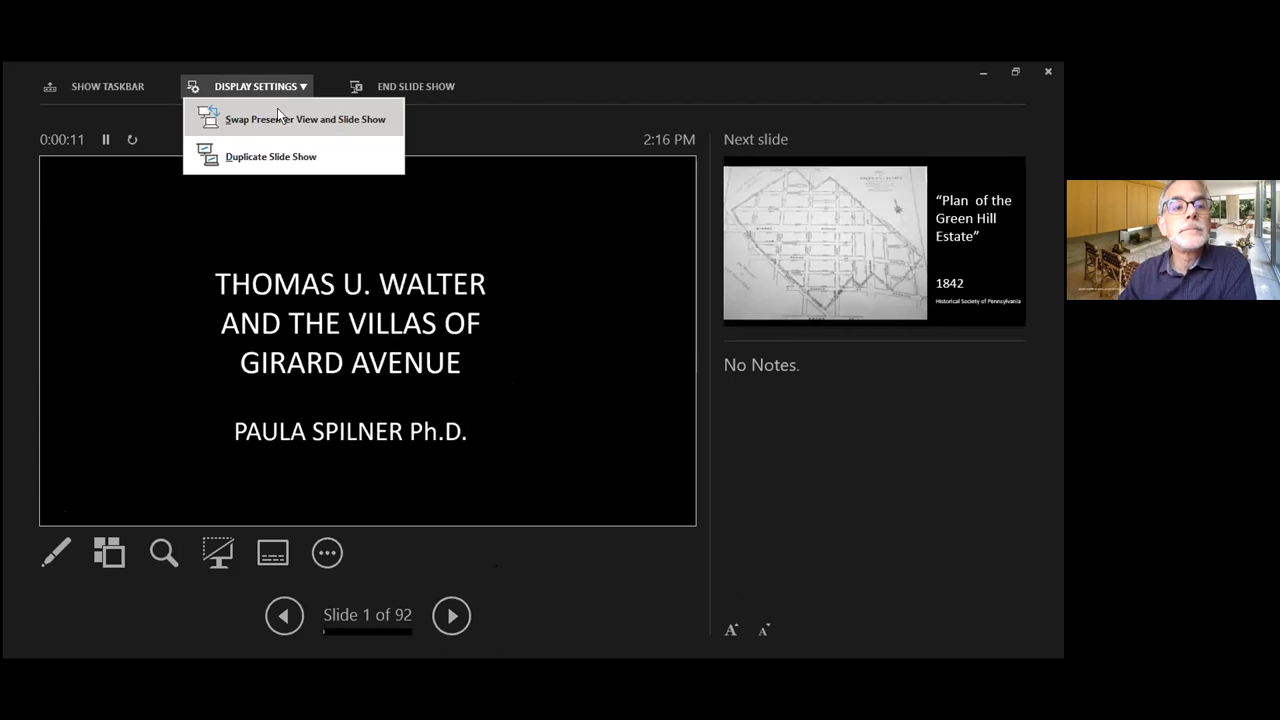 SHOW TASKBAR
DISPLAY SETTINGS ▼
END SLIDE SHOW
Swap Presenter View and Slide Show
Duplicate Slide Show
0:00:11
2:16 PM
Next slide
THOMAS U. WALTER
AND THE VILLAS OF
GIRARD AVENUE
PAULA SPILNER Ph.D.
“Plan of the
Green Hill
Estate”
1842
Historical Society of Pennsylvania
No Notes.
Slide 1 of 92
A A